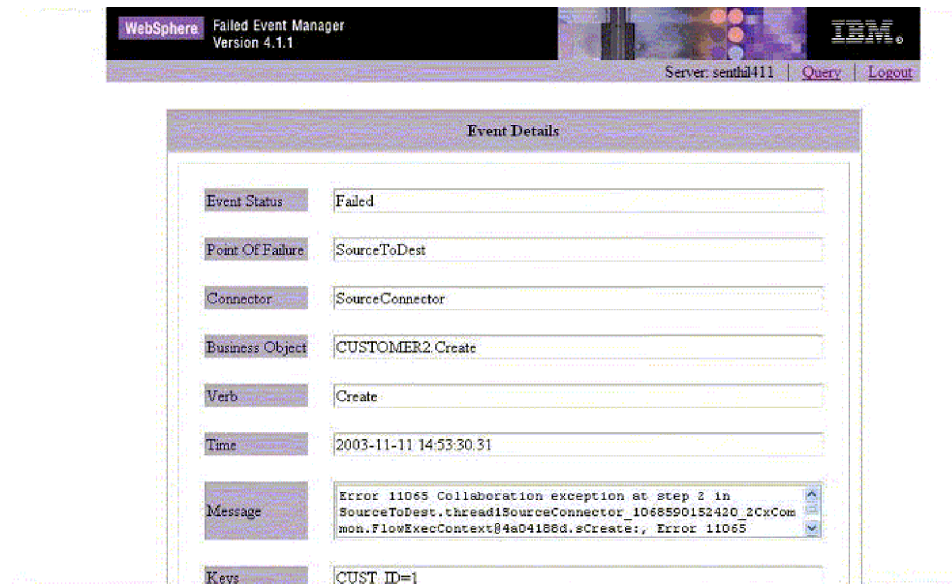 WebSphere Failed Event Manager
Version 4.1.1
IBM®
Server: senthil411 | Query | Logout
Event Details
Event Status Failed
Point Of Failure SourceToDest
Connector SourceConnector
Business Object CUSTOMER2.Create
Verb Create
Time 2003-11-11 14:53:30.31
Message
Error 11065 Collaboration exception at step 2 in
SourceToDest.thread1SourceConnector_1068590152420_2CxCom
mon.FlowExecContext@4a04188d.sCreate:, Error 11065
Keys CUST_ID=1